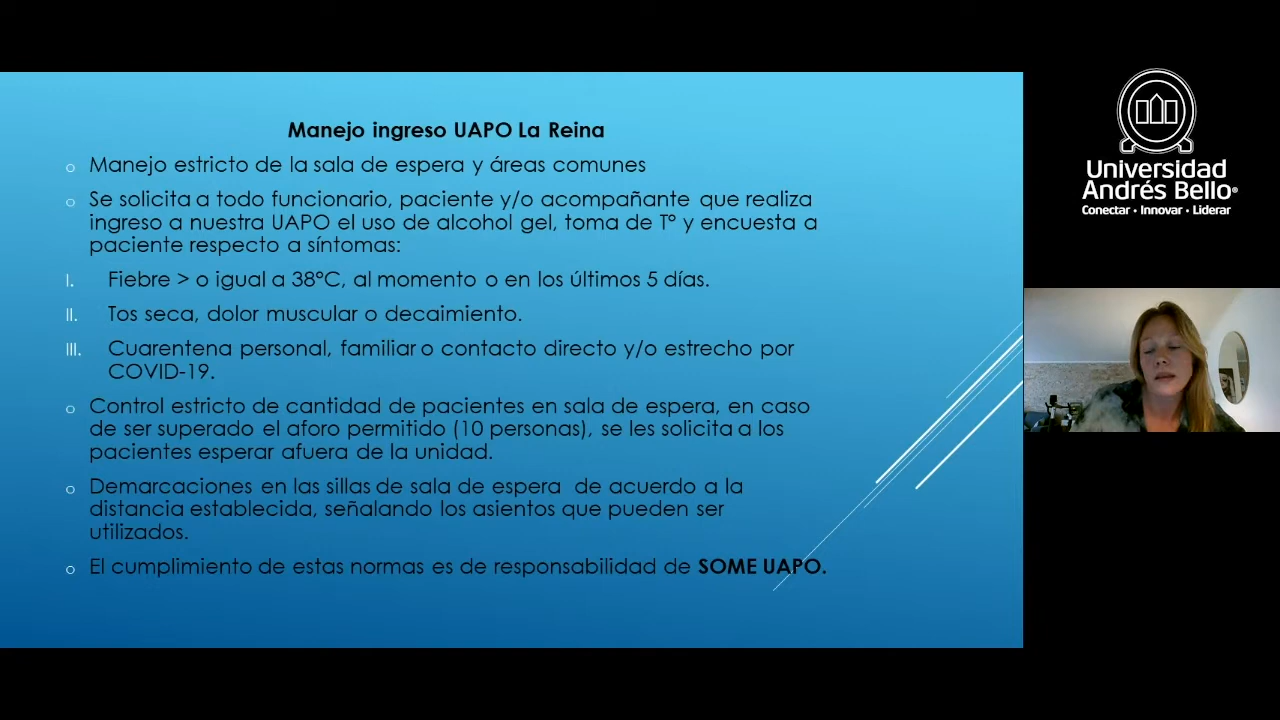 Manejo ingreso UAPO La Reina
o Manejo estricto de la sala de espera y áreas comunes
o Se solicita a todo funcionario, paciente y/o acompañante que realiza
ingreso a nuestra UAPO el uso de alcohol gel, toma de Tº y encuesta a
paciente respecto a síntomas:
I. Fiebre > o igual a 38ºC, al momento o en los últimos 5 días.
II. Tos seca, dolor muscular o decaimiento.
III. Cuarentena personal, familiar o contacto directo y/o estrecho por
COVID-19.
o Control estricto de cantidad de pacientes en sala de espera, en caso
de ser superado el aforo permitido (10 personas), se les solicita a los
pacientes esperar afuera de la unidad.
o Demarcaciones en las sillas de sala de espera de acuerdo a la
distancia establecida, señalando los asientos que pueden ser
utilizados.
o El cumplimiento de estas normas es de responsabilidad de SOME UAPO.
Universidad
Andrés Bello®
Conectar • Innovar • Liderar